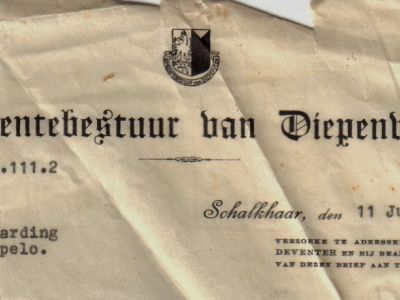 entebestuur van Diepenv
.111.2
Schalkhaar, den 11 Ju
arding
pelo.
VERZOEKE TE ADRESSE
DEVENTER EN BIJ BEA
VAN DEZEN BRIEF AAN T